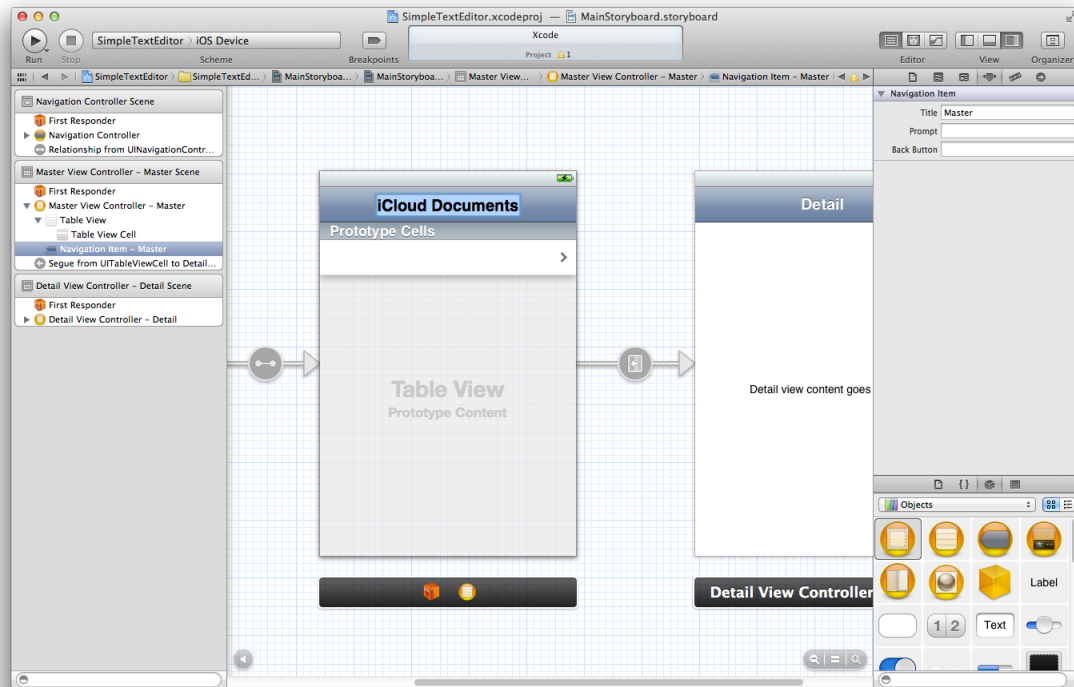 SimpleTextEditor.xcodeproj — MainStoryboard.storyboard
Run
Stop
SimpleTextEditor
iOS Device
Scheme
Breakpoints
Xcode
Project 1
Editor
View
Organizer
SimpleTextEditor
SimpleTextEd...
MainStoryboa...
MainStoryboa...
Master View...
Master View Controller – Master
Navigation Item – Master
Navigation Controller Scene
First Responder
Navigation Controller
Relationship from UINavigationContr...
Master View Controller – Master Scene
First Responder
Master View Controller – Master
Table View
Table View Cell
Navigation Item – Master
Segue from UITableViewCell to Detail...
Detail View Controller – Detail Scene
First Responder
Detail View Controller – Detail
iCloud Documents
Prototype Cells
Table View
Prototype Content
Detail
Detail view content goes
Detail View Controller
Navigation Item
Title Master
Prompt
Back Button
{ }
Objects
Label
1 2
Text